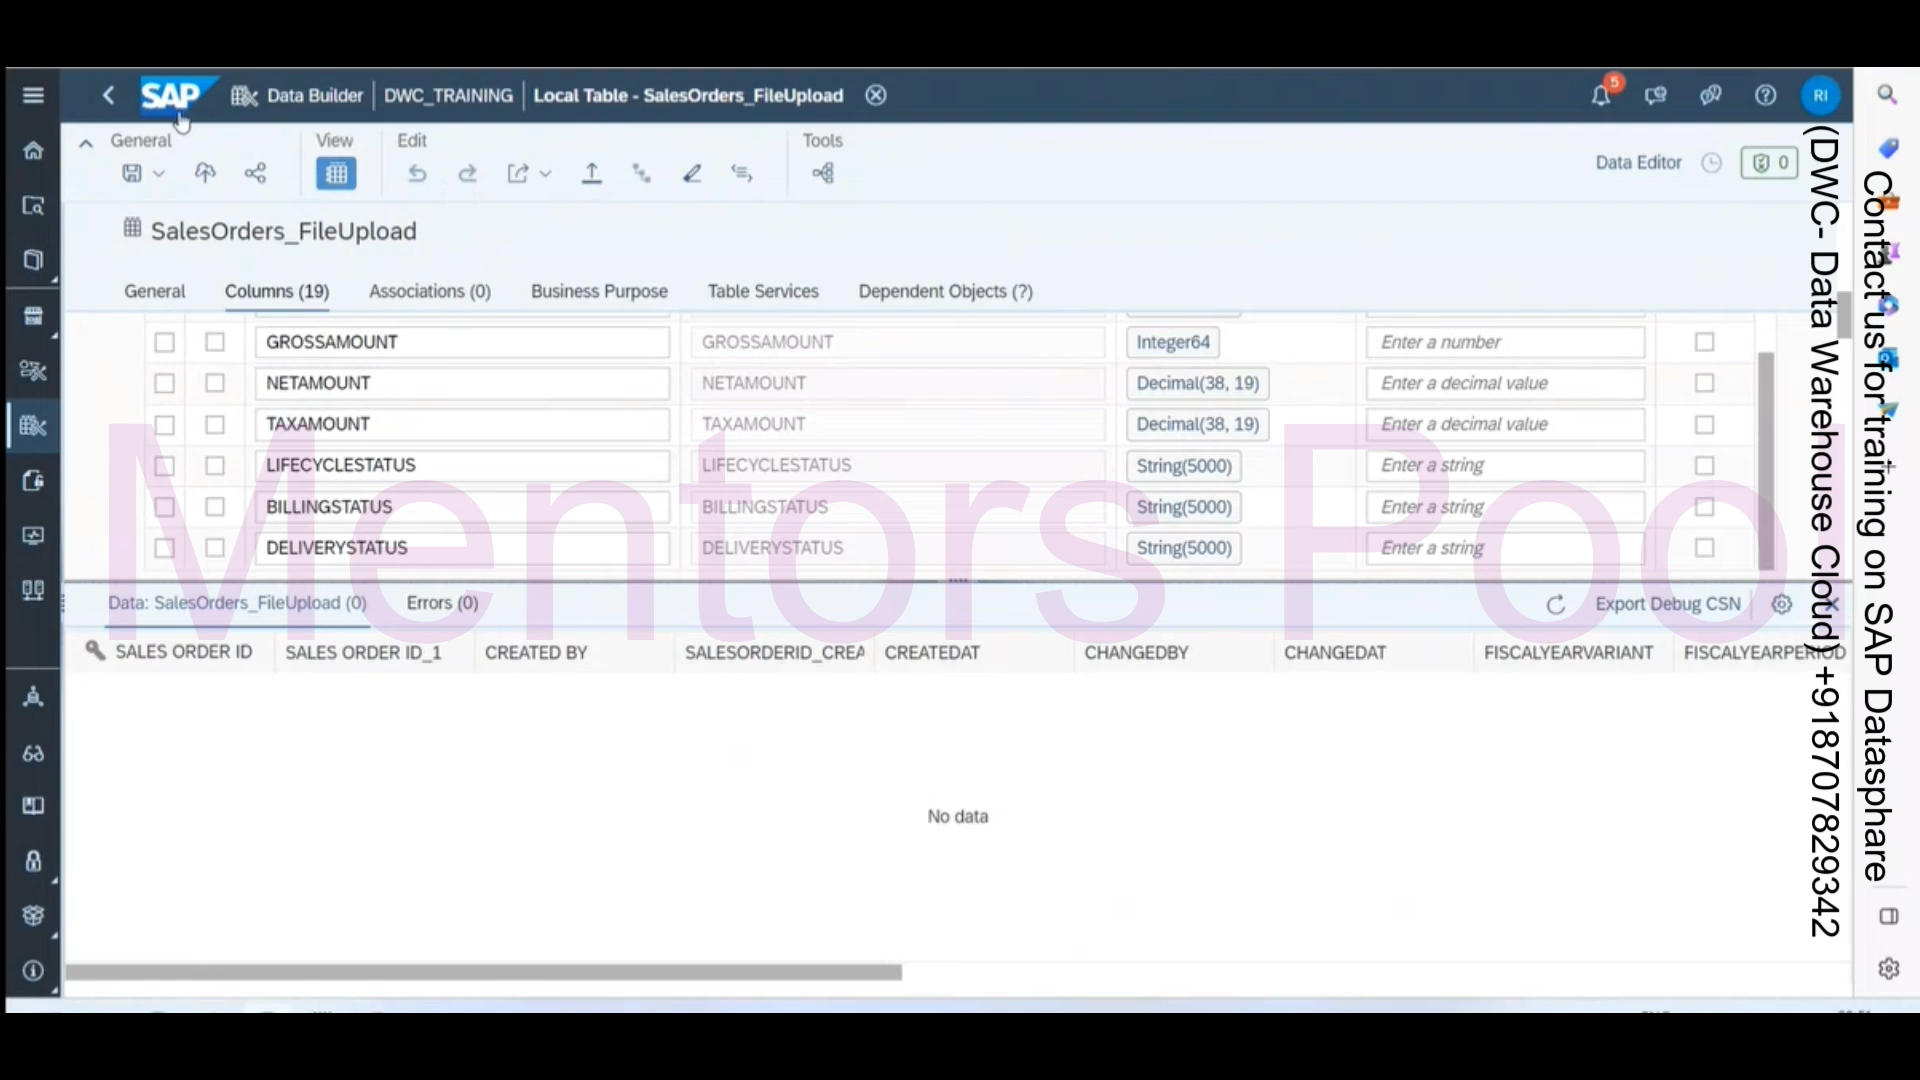 SAP Data Builder DWC_TRAINING Local Table - SalesOrders_FileUpload 5 RI
General View Edit Tools
Data Editor 0
SalesOrders_FileUpload
General Columns (19) Associations (0) Business Purpose Table Services Dependent Objects (?)
GROSSAMOUNT GROSSAMOUNT Integer64 Enter a number
NETAMOUNT NETAMOUNT Decimal(38, 19) Enter a decimal value
TAXAMOUNT TAXAMOUNT Decimal(38, 19) Enter a decimal value
LIFECYCLESTATUS LIFECYCLESTATUS String(5000) Enter a string
BILLINGSTATUS BILLINGSTATUS String(5000) Enter a string
DELIVERYSTATUS DELIVERYSTATUS String(5000) Enter a string
Mentors Pool
Data: SalesOrders_FileUpload (0) Errors (0) Export Debug CSN
SALES ORDER ID SALES ORDER ID_1 CREATED BY SALESORDERID_CREA CREATEDAT CHANGEDBY CHANGEDAT FISCALYEARVARIANT FISCALYEARPERIOD
No data
Contact us for training on SAP Datasphare
(DWC- Data Warehouse Cloud) +918707829342